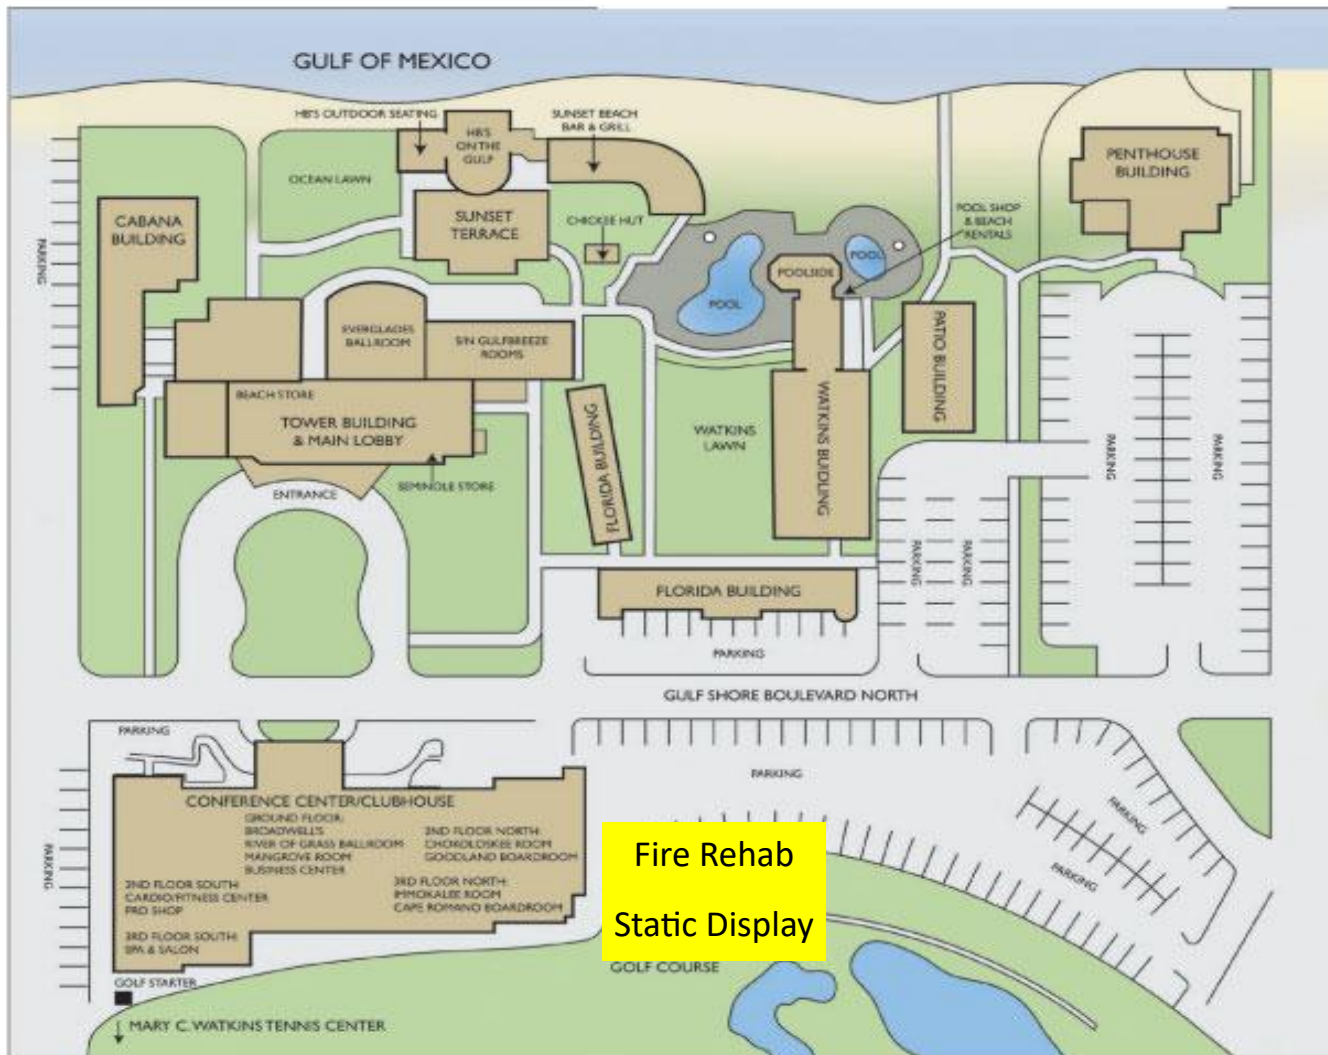 GULF OF MEXICO
HB'S OUTDOOR SEATING
SUNSET BEACH
BAR & GRILL
HB'S
ON THE
GULF
OCEAN LAWN
PENTHOUSE
BUILDING
CABANA
BUILDING
SUNSET
TERRACE
CHICKEE HUT
POOL SHOP
& BEACH
RENTALS
PARKING
POOLSIDE
POOL
POOL
EVERGLADES
BALLROOM
S/N GULFBREEZE
ROOMS
PATIO BUILDING
BEACH STORE
TOWER BUILDING
& MAIN LOBBY
FLORIDA BUILDING
WATKINS
LAWN
WATKINS BUIDLING
PARKING
PARKING
SEMINOLE STORE
ENTRANCE
PARKING
PARKING
FLORIDA BUILDING
PARKING
GULF SHORE BOULEVARD NORTH
PARKING
PARKING
CONFERENCE CENTER/CLUBHOUSE
GROUND FLOOR:
BROADWELL'S
RIVER OF GRASS BALLROOM
MANGROVE ROOM
BUSINESS CENTER
2ND FLOOR NORTH:
CHOKOLOSKEE ROOM
GOODLAND BOARDROOM
2ND FLOOR SOUTH:
CARDIO/FITNESS CENTER
PRO SHOP
3RD FLOOR NORTH:
IMMOKALEE ROOM
CAPE ROMANO BOARDROOM
3RD FLOOR SOUTH:
SPA & SALON
PARKING
PARKING
PARKING
Fire Rehab
Static Display
GOLF COURSE
GOLF STARTER
MARY C. WATKINS TENNIS CENTER